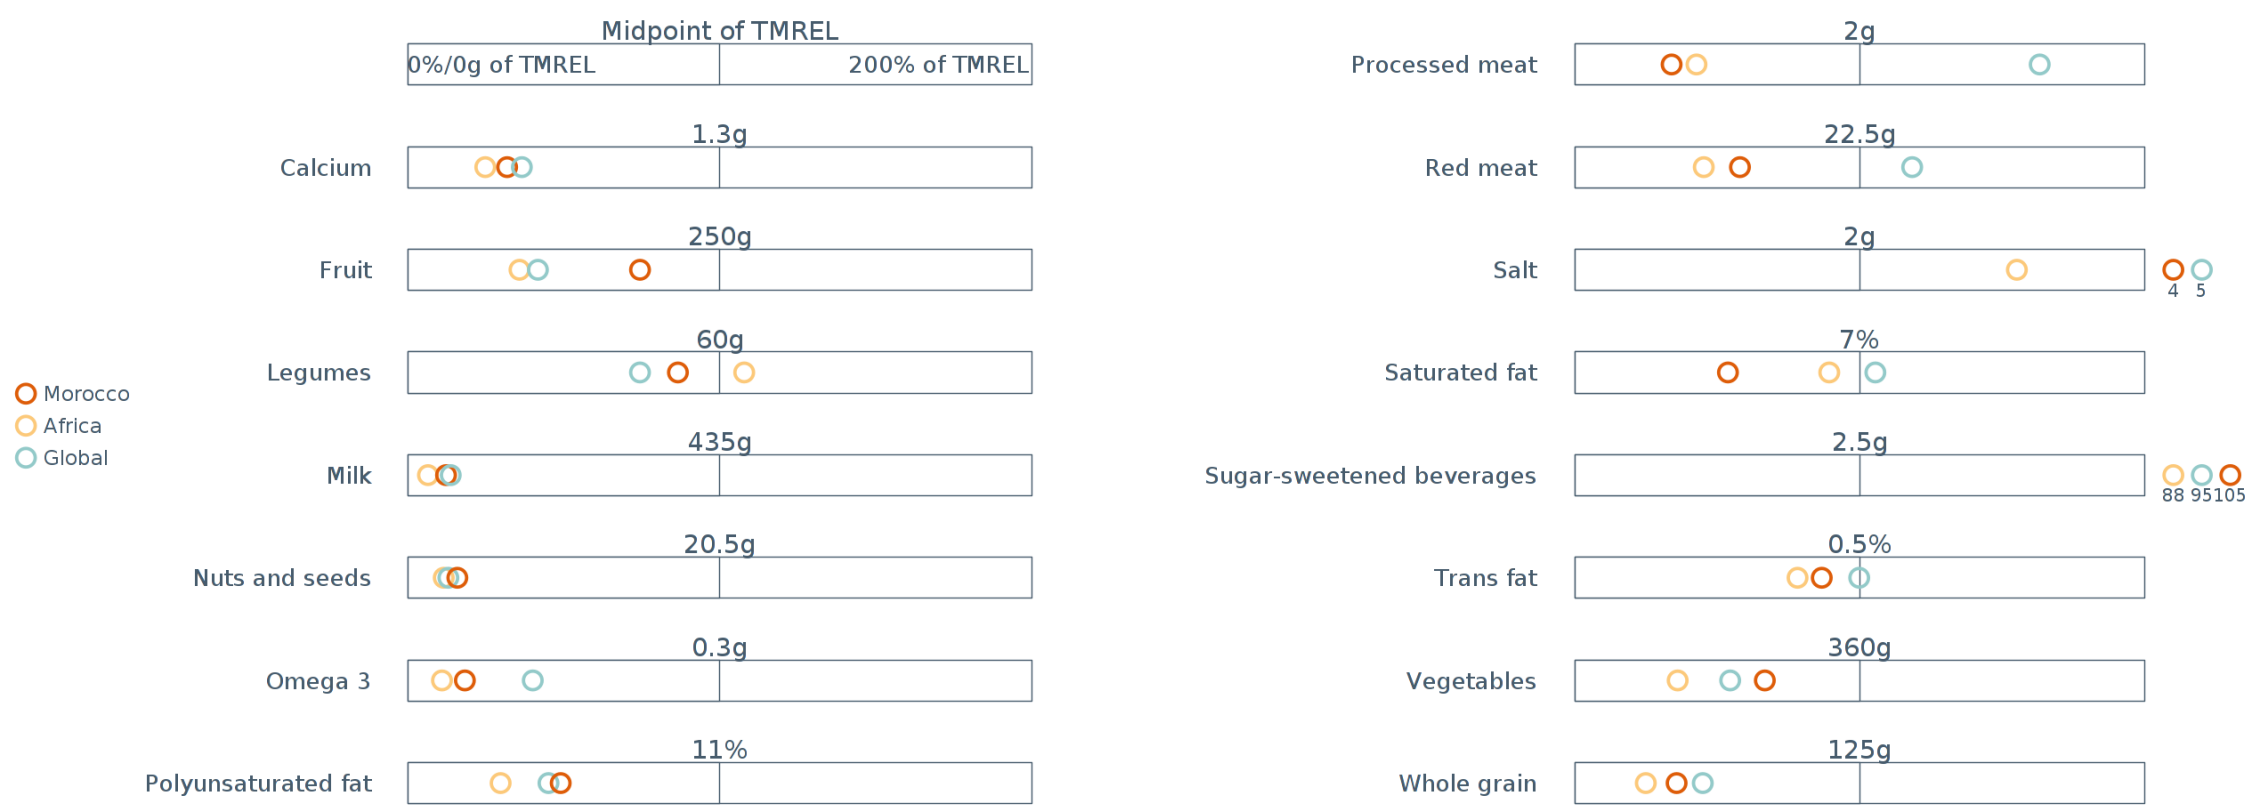 Midpoint of TMREL
0%/0g of TMREL 200% of TMREL
1.3g
Calcium
250g
Fruit
60g
Legumes
435g
Milk
20.5g
Nuts and seeds
0.3g
Omega 3
11%
Polyunsaturated fat
Morocco
Africa
Global
2g
Processed meat
22.5g
Red meat
2g
Salt
4 5
7%
Saturated fat
2.5g
Sugar-sweetened beverages
88 95 105
0.5%
Trans fat
360g
Vegetables
125g
Whole grain